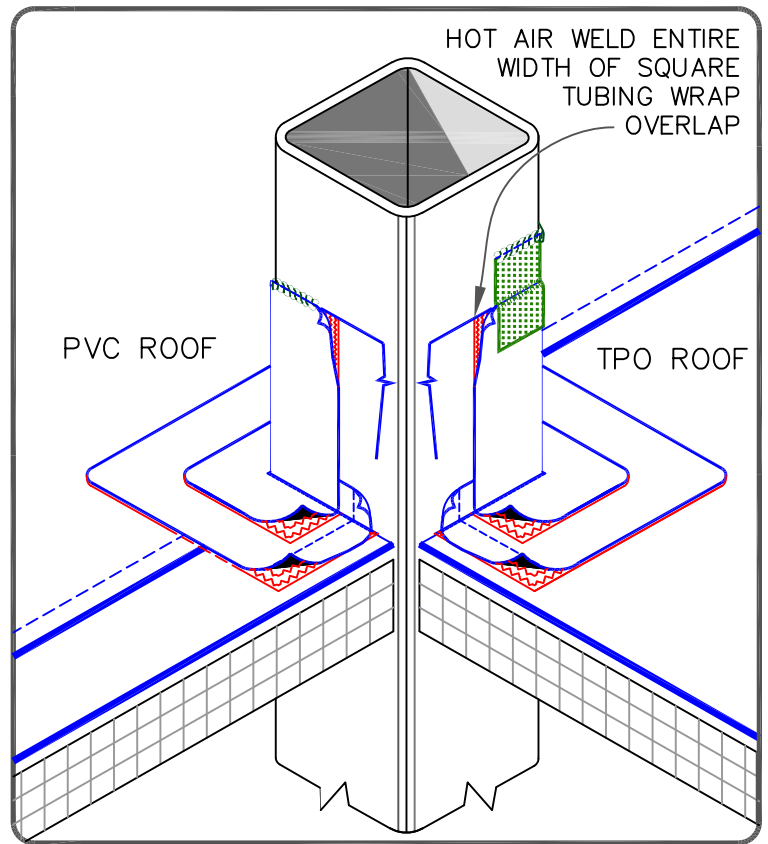 HOT AIR WELD ENTIRE
WIDTH OF SQUARE
TUBING WRAP
OVERLAP
PVC ROOF
TPO ROOF